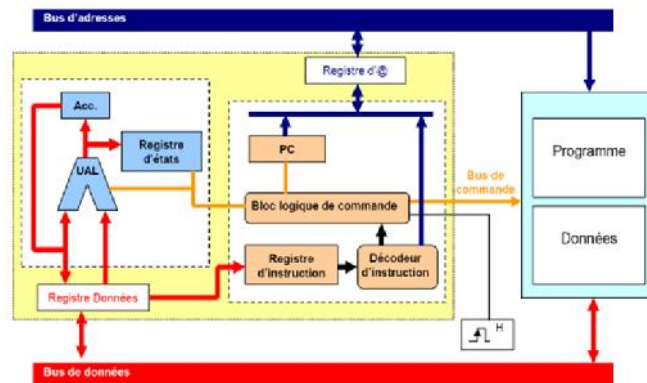 Bus d'adresses
Registre d'@
Acc.
Registre
d'états
UAL
PC
Bus de
commande
Programme
Bloc logique de commande
Données
Registre
d'instruction
Décodeur
d'instruction
Registre Données
H
Bus de données